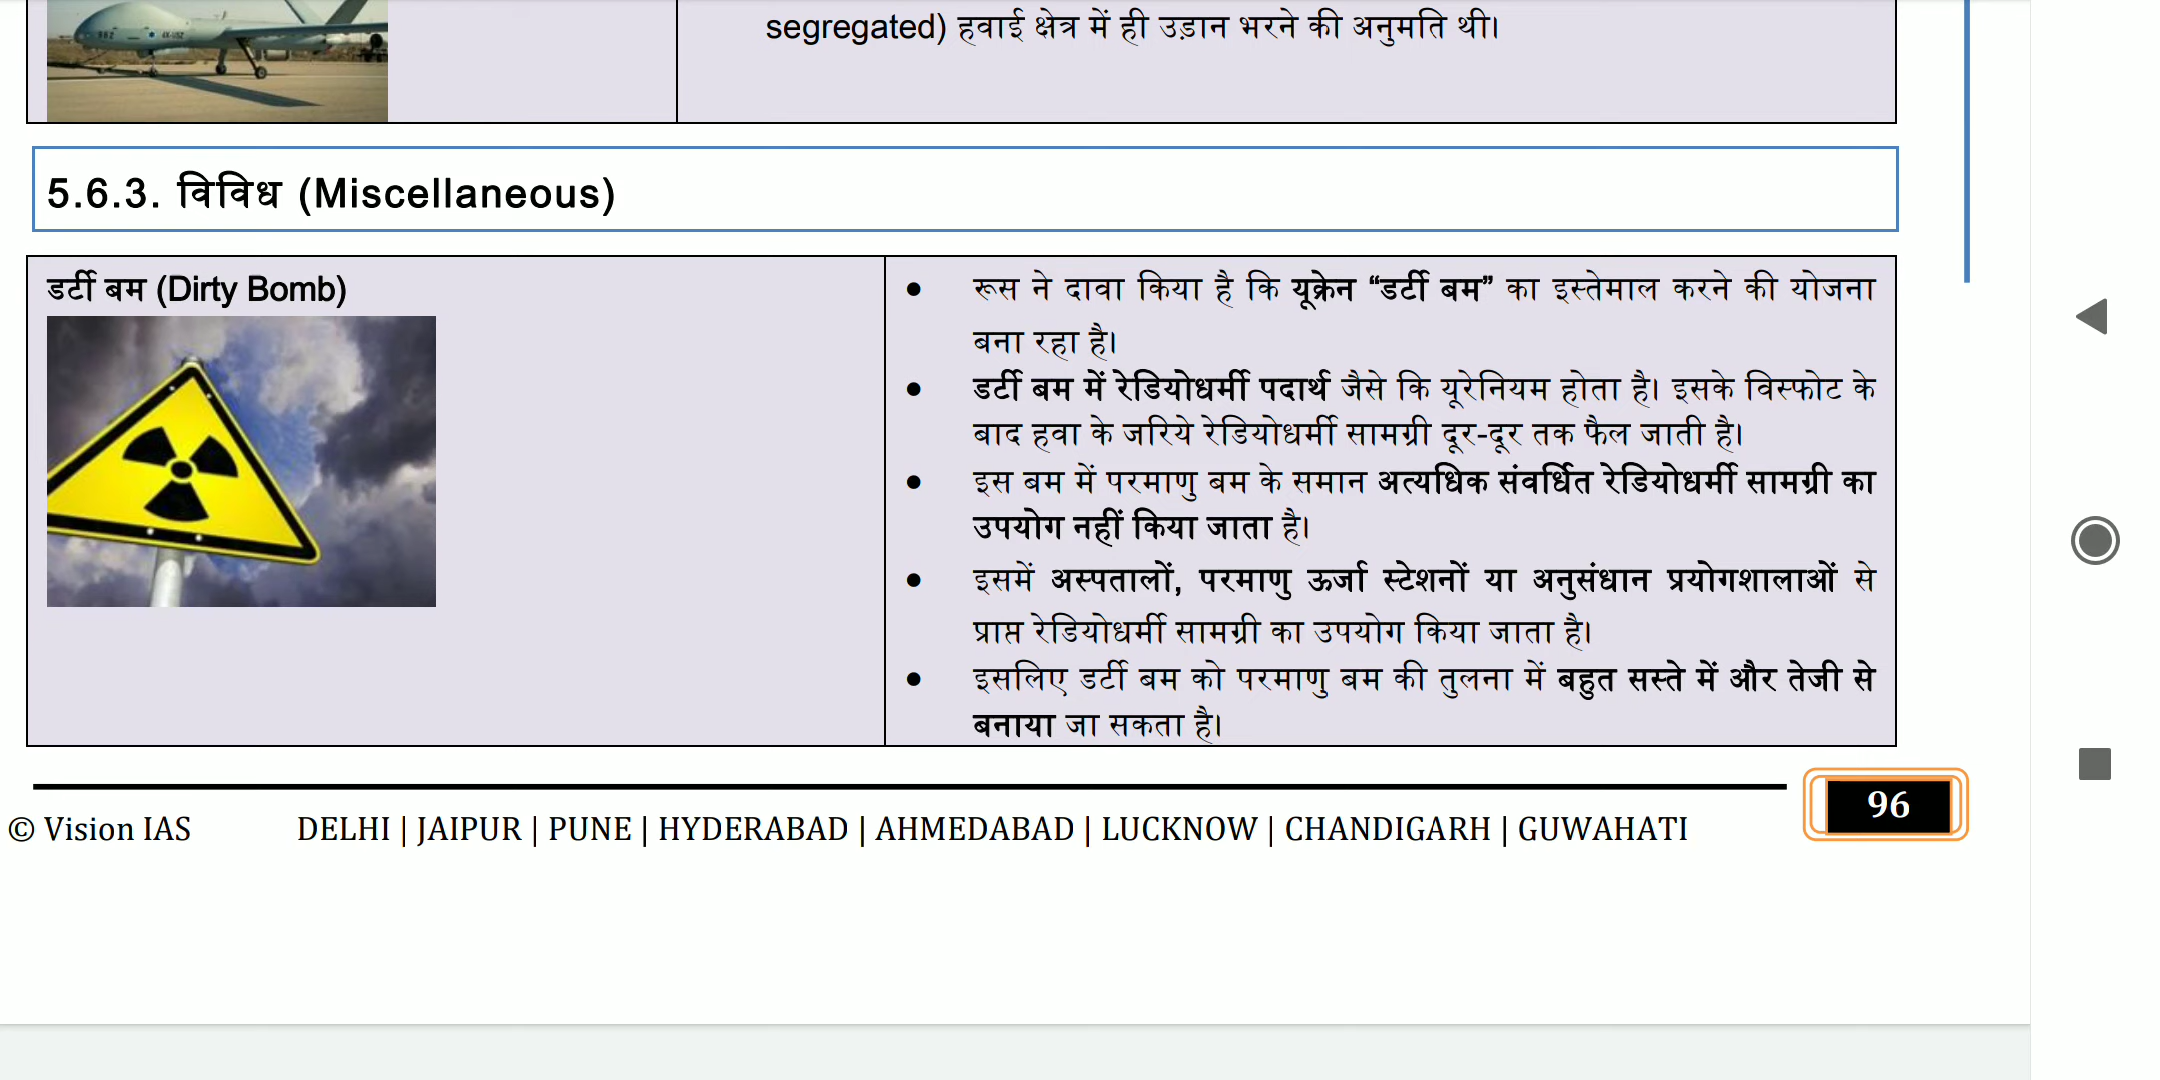 segregated) हवाई क्षेत्र में ही उड़ान भरने की अनुमति थी।
5.6.3. विविध (Miscellaneous)
डर्टी बम (Dirty Bomb)
● रूस ने दावा किया है कि यूक्रेन “डर्टी बम” का इस्तेमाल करने की योजना
बना रहा है।
● डर्टी बम में रेडियोधर्मी पदार्थ जैसे कि यूरेनियम होता है। इसके विस्फोट के
बाद हवा के जरिये रेडियोधर्मी सामग्री दूर-दूर तक फैल जाती है।
● इस बम में परमाणु बम के समान अत्यधिक संवर्धित रेडियोधर्मी सामग्री का
उपयोग नहीं किया जाता है।
● इसमें अस्पतालों, परमाणु ऊर्जा स्टेशनों या अनुसंधान प्रयोगशालाओं से
प्राप्त रेडियोधर्मी सामग्री का उपयोग किया जाता है।
● इसलिए डर्टी बम को परमाणु बम की तुलना में बहुत सस्ते में और तेजी से
बनाया जा सकता है।
96
© Vision IAS DELHI | JAIPUR | PUNE | HYDERABAD | AHMEDABAD | LUCKNOW | CHANDIGARH | GUWAHATI